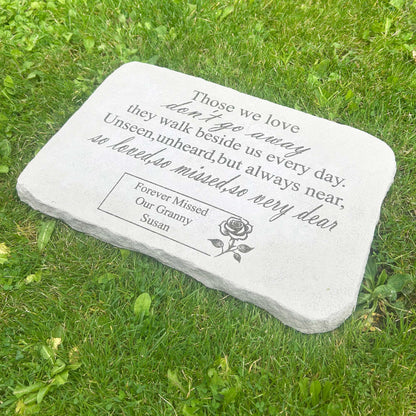 Those we love
don't go away
they walk beside us every day.
Unseen,unheard,but always near,
so loved,so missed,so very dear
Forever Missed
Our Granny
Susan